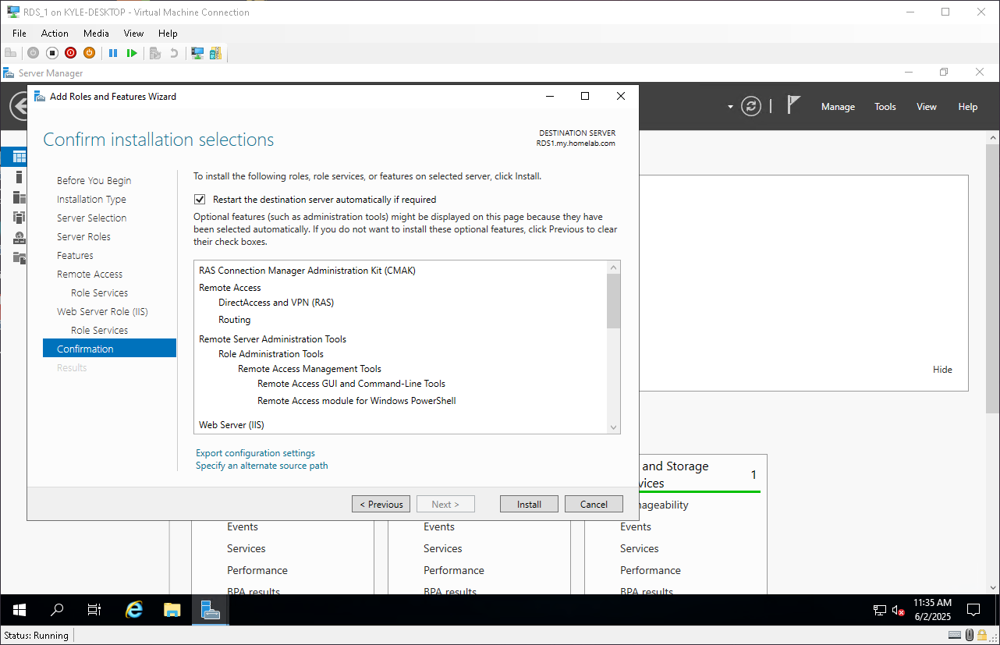 RDS_1 on KYLE-DESKTOP - Virtual Machine Connection
File Action Media View Help
Server Manager
Manage Tools View Help
Add Roles and Features Wizard
Confirm installation selections
DESTINATION SERVER
RDS1.my.homelab.com
Before You Begin
Installation Type
Server Selection
Server Roles
Features
Remote Access
Role Services
Web Server Role (IIS)
Role Services
Confirmation
Results
To install the following roles, role services, or features on selected server, click Install.
Restart the destination server automatically if required
Optional features (such as administration tools) might be displayed on this page because they have
been selected automatically. If you do not want to install these optional features, click Previous to clear
their check boxes.
RAS Connection Manager Administration Kit (CMAK)
Remote Access
DirectAccess and VPN (RAS)
Routing
Remote Server Administration Tools
Role Administration Tools
Remote Access Management Tools
Remote Access GUI and Command-Line Tools
Remote Access module for Windows PowerShell
Web Server (IIS)
Export configuration settings
Specify an alternate source path
< Previous Next > Install Cancel
Hide
and Storage
vices
1
nageability
Events
Services
Performance
BPA results
Events
Services
Performance
BPA results
Events
Services
Performance
BPA results
11:35 AM
6/2/2025
Status: Running